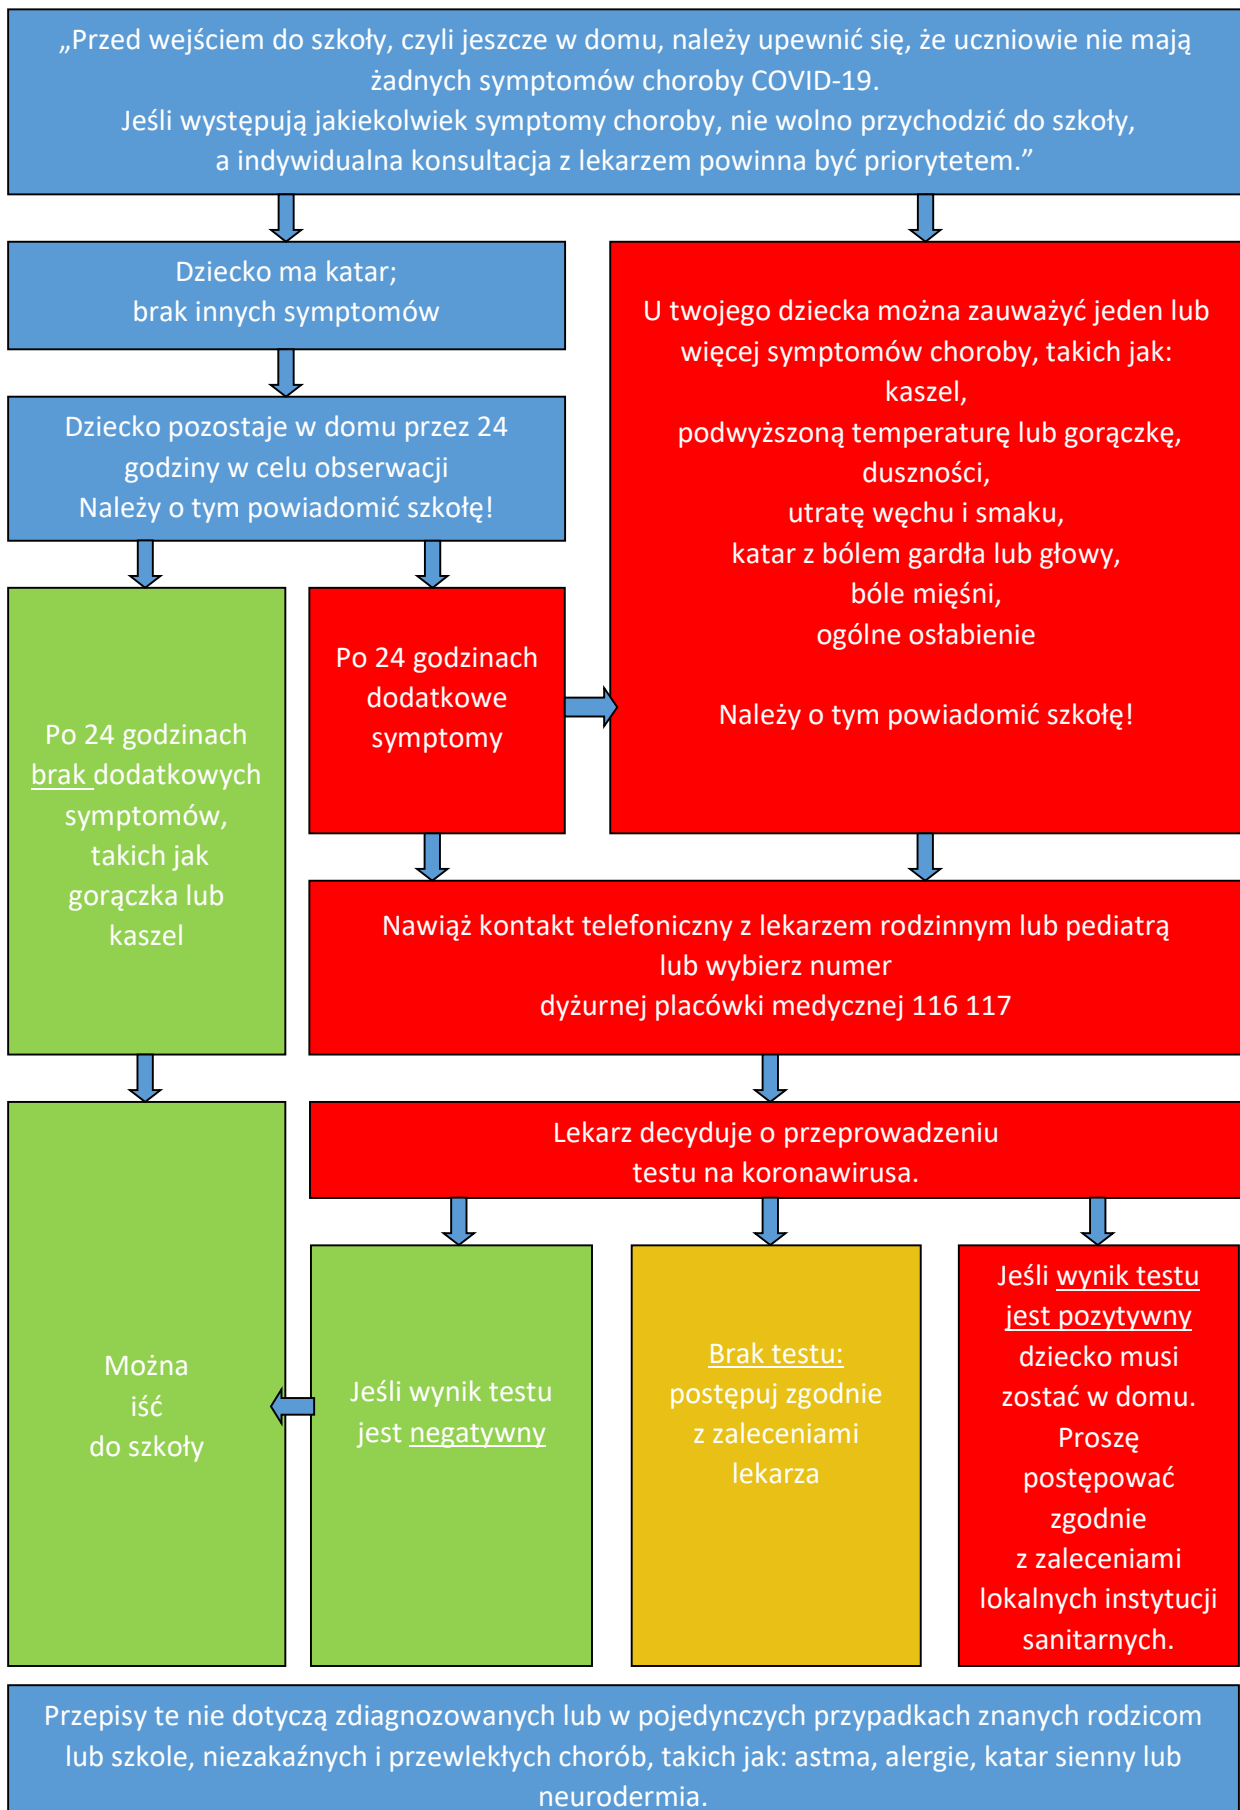 „Przed wejściem do szkoły, czyli jeszcze w domu, należy upewnić się, że uczniowie nie mają
żadnych symptomów choroby COVID-19.
Jeśli występują jakiekolwiek symptomy choroby, nie wolno przychodzić do szkoły,
a indywidualna konsultacja z lekarzem powinna być priorytetem.”
Dziecko ma katar;
brak innych symptomów
Dziecko pozostaje w domu przez 24
godziny w celu obserwacji
Należy o tym powiadomić szkołę!
U twojego dziecka można zauważyć jeden lub
więcej symptomów choroby, takich jak:
kaszel,
podwyższoną temperaturę lub gorączkę,
duszności,
utratę węchu i smaku,
katar z bólem gardła lub głowy,
bóle mięśni,
ogólne osłabienie
Należy o tym powiadomić szkołę!
Po 24 godzinach
brak dodatkowych
symptomów,
takich jak
gorączka lub
kaszel
Po 24 godzinach
dodatkowe
symptomy
Nawiąż kontakt telefoniczny z lekarzem rodzinnym lub pediatrą
lub wybierz numer
dyżurnej placówki medycznej 116 117
Lekarz decyduje o przeprowadzeniu
testu na koronawirusa.
Można
iść
do szkoły
Jeśli wynik testu
jest negatywny
Brak testu:
postępuj zgodnie
z zaleceniami
lekarza
Jeśli wynik testu
jest pozytywny
dziecko musi
zostać w domu.
Proszę
postępować
zgodnie
z zaleceniami
lokalnych instytucji
sanitarnych.
Przepisy te nie dotyczą zdiagnozowanych lub w pojedynczych przypadkach znanych rodzicom
lub szkole, niezakaźnych i przewlekłych chorób, takich jak: astma, alergie, katar sienny lub
neurodermia.